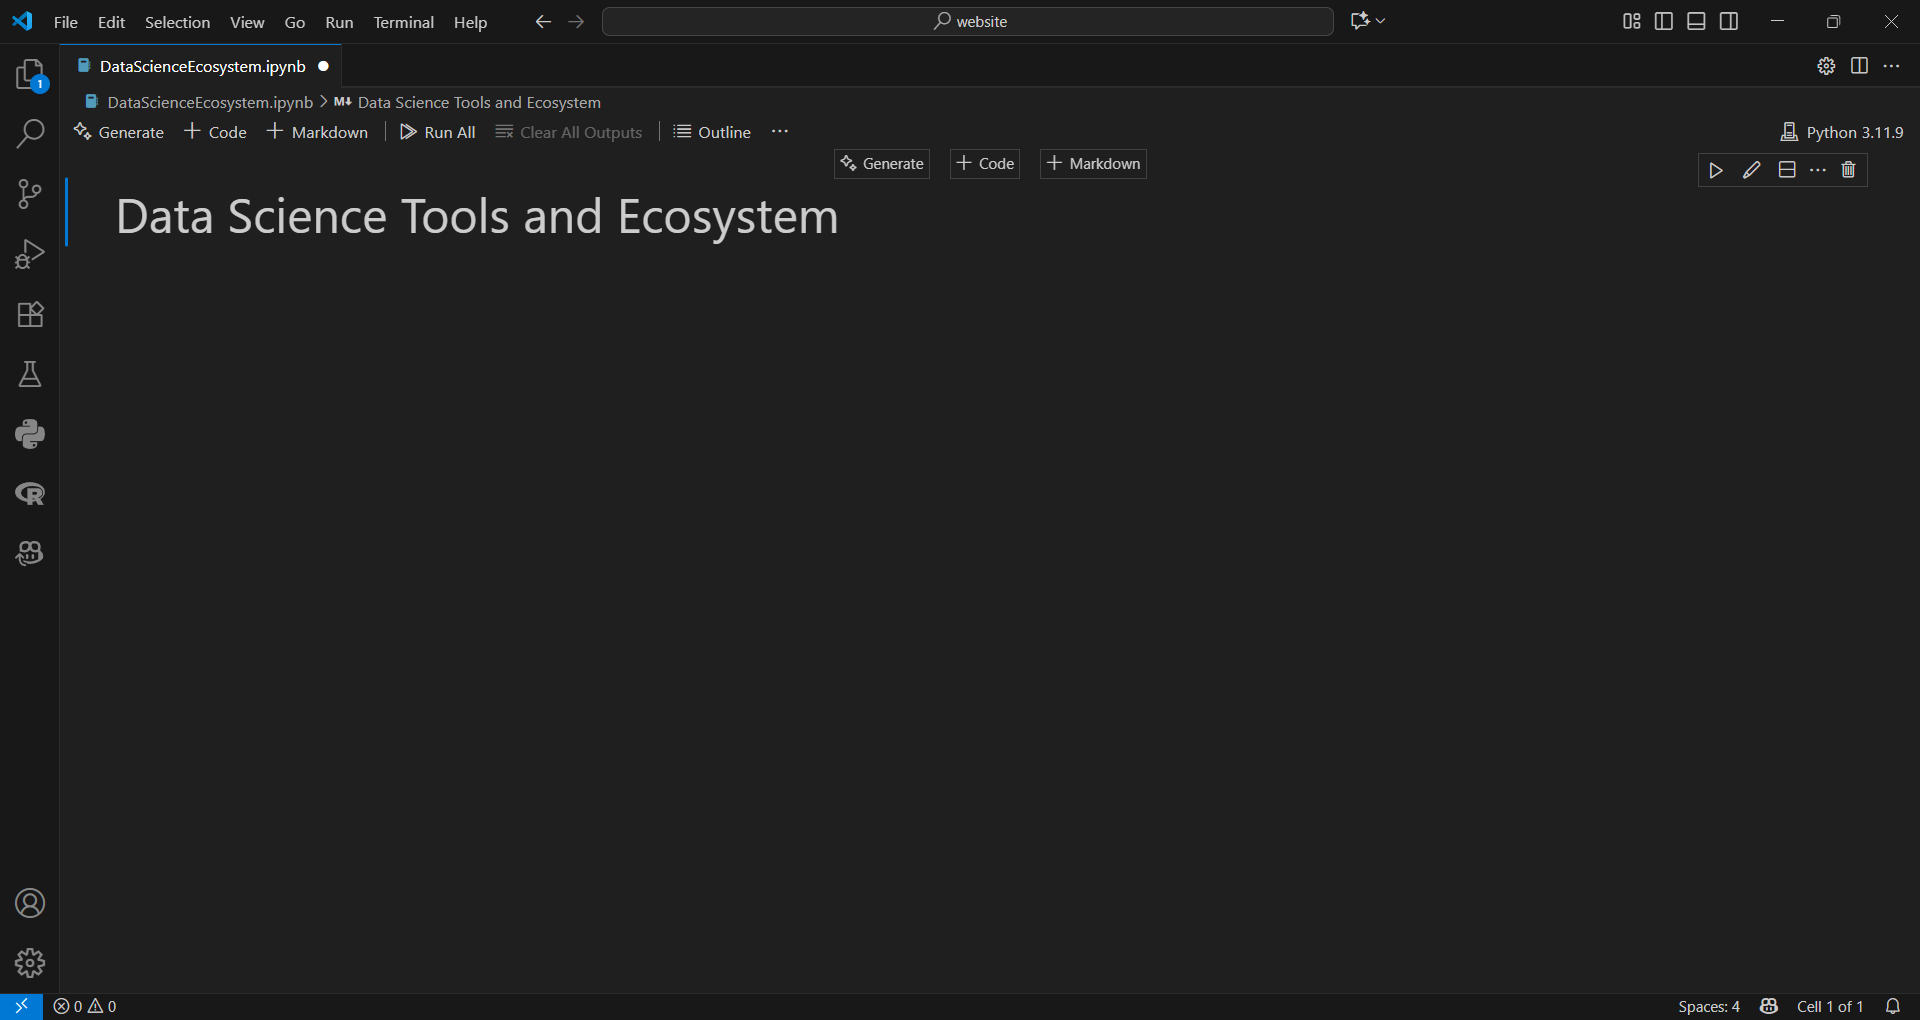 File Edit Selection View Go Run Terminal Help website
DataScienceEcosystem.ipynb
1
DataScienceEcosystem.ipynb M↓ Data Science Tools and Ecosystem
Generate Code Markdown Run All Clear All Outputs Outline Python 3.11.9
Generate Code Markdown
Data Science Tools and Ecosystem
R
0 0 Spaces: 4 Cell 1 of 1